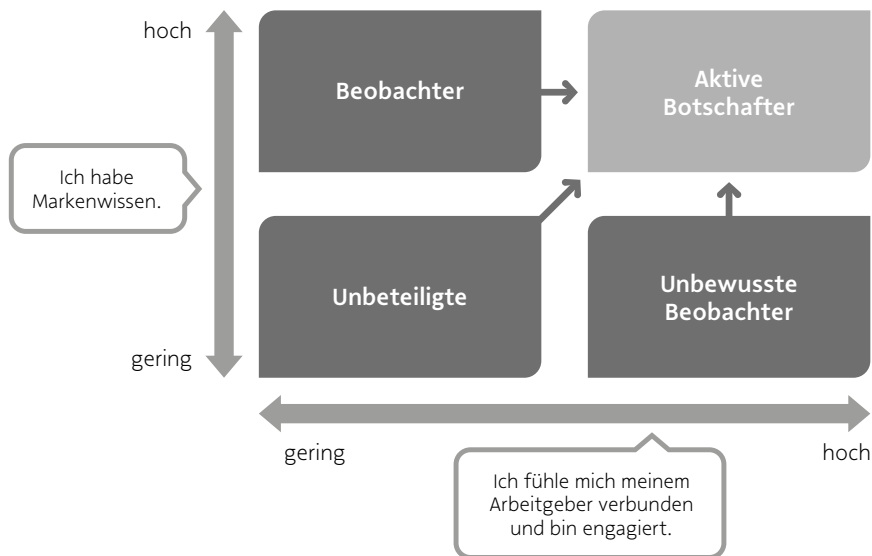 hoch
Beobachter
Aktive
Botschafter
Ich habe
Markenwissen.
Unbeteiligte
Unbewusste
Beobachter
gering
gering
hoch
Ich fühle mich meinem
Arbeitgeber verbunden
und bin engagiert.